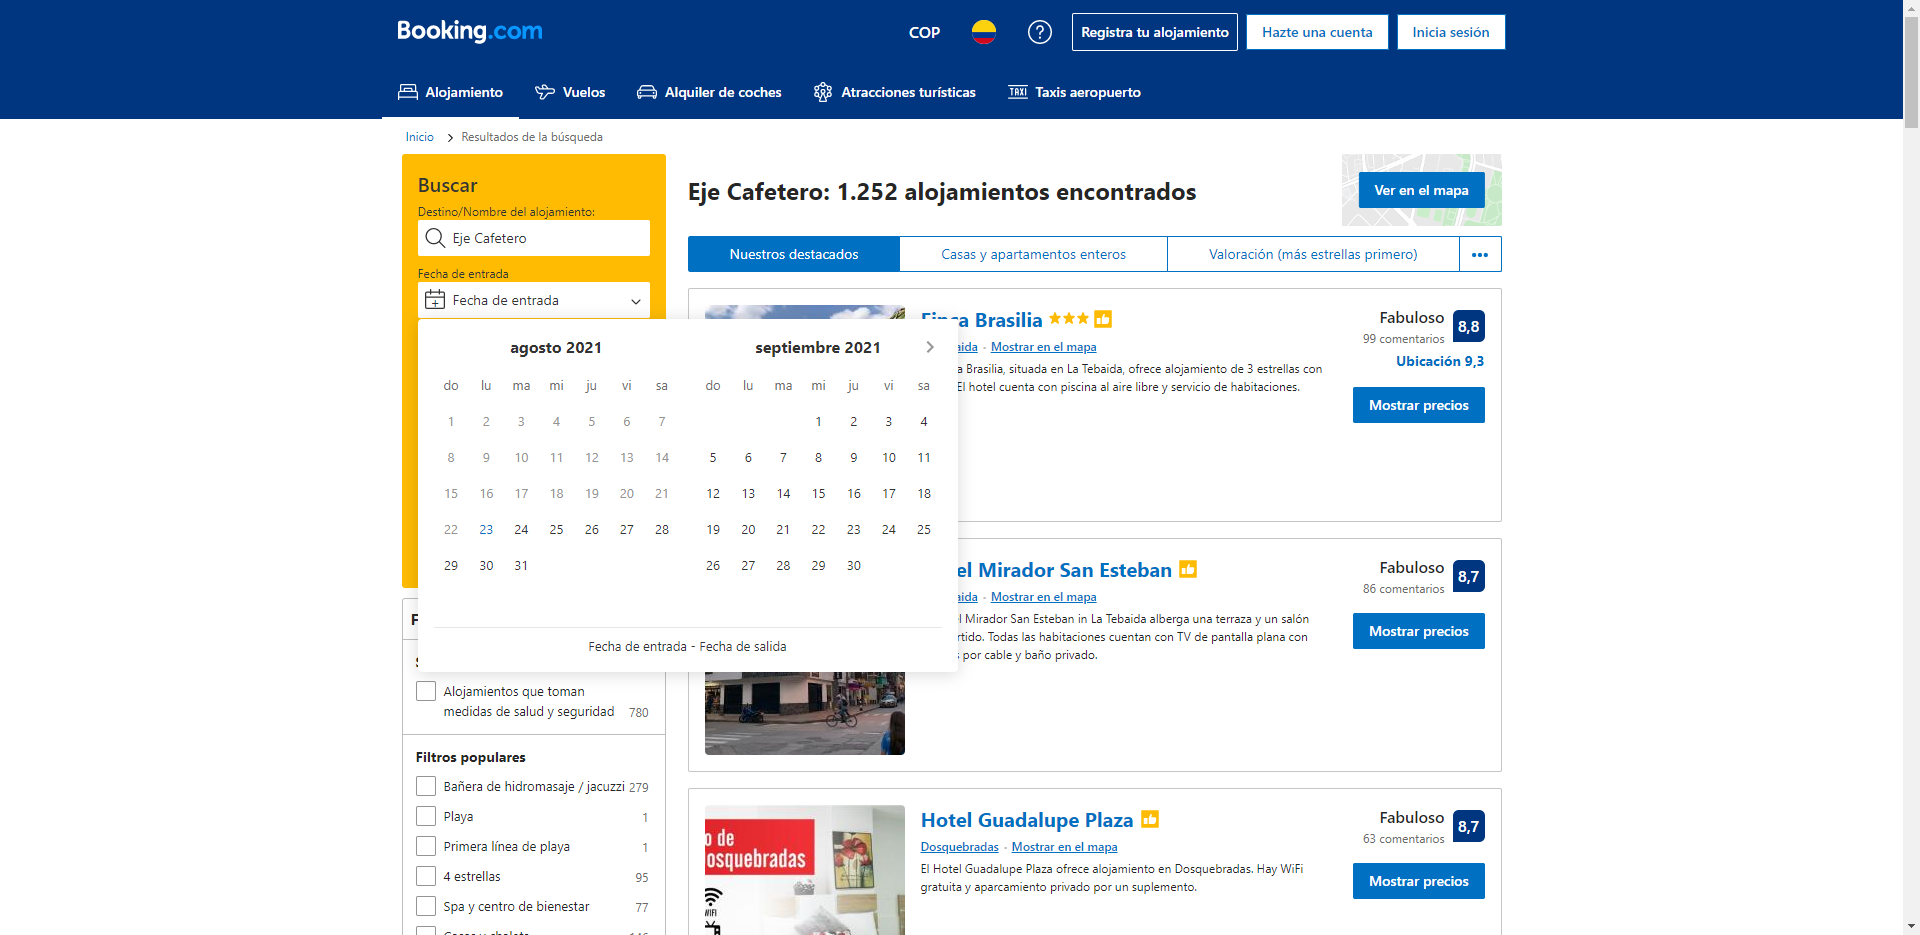 Booking.com
COP
Registra tu alojamiento
Hazte una cuenta
Inicia sesión
Alojamiento
Vuelos
Alquiler de coches
Atracciones turísticas
TAXI
Taxis aeropuerto
Inicio
Resultados de la búsqueda
Buscar
Destino/Nombre del alojamiento:
Eje Cafetero
Fecha de entrada
Fecha de entrada
agosto 2021
do lu ma mi ju vi sa
1 2 3 4 5 6 7
8 9 10 11 12 13 14
15 16 17 18 19 20 21
22 23 24 25 26 27 28
29 30 31
septiembre 2021
do lu ma mi ju vi sa
1 2 3 4
5 6 7 8 9 10 11
12 13 14 15 16 17 18
19 20 21 22 23 24 25
26 27 28 29 30
Fecha de entrada - Fecha de salida
Alojamientos que toman
medidas de salud y seguridad 780
Filtros populares
Bañera de hidromasaje / jacuzzi 279
Playa 1
Primera línea de playa 1
4 estrellas 95
Spa y centro de bienestar 77
Eje Cafetero: 1.252 alojamientos encontrados
Ver en el mapa
Nuestros destacados
Casas y apartamentos enteros
Valoración (más estrellas primero)
Finca Brasilia
Mostrar en el mapa
a Brasilia, situada en La Tebaida, ofrece alojamiento de 3 estrellas con
El hotel cuenta con piscina al aire libre y servicio de habitaciones.
Fabuloso
99 comentarios
8,8
Ubicación 9,3
Mostrar precios
el Mirador San Esteban
Mostrar en el mapa
el Mirador San Esteban in La Tebaida alberga una terraza y un salón
rtido. Todas las habitaciones cuentan con TV de pantalla plana con
s por cable y baño privado.
Fabuloso
86 comentarios
8,7
Mostrar precios
Hotel Guadalupe Plaza
Dosquebradas · Mostrar en el mapa
El Hotel Guadalupe Plaza ofrece alojamiento en Dosquebradas. Hay WiFi
gratuita y aparcamiento privado por un suplemento.
Fabuloso
63 comentarios
8,7
Mostrar precios
o de
osquebradas
WIFI